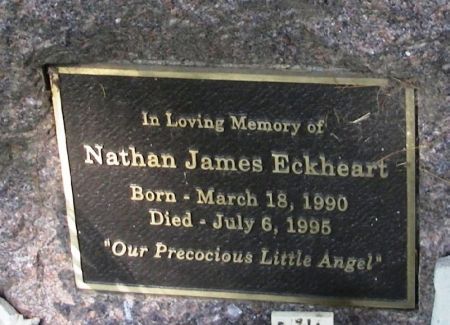 In Loving Memory of
Nathan James Eckheart
Born - March 18, 1990
Died - July 6, 1995
"Our Precocious Little Angel"